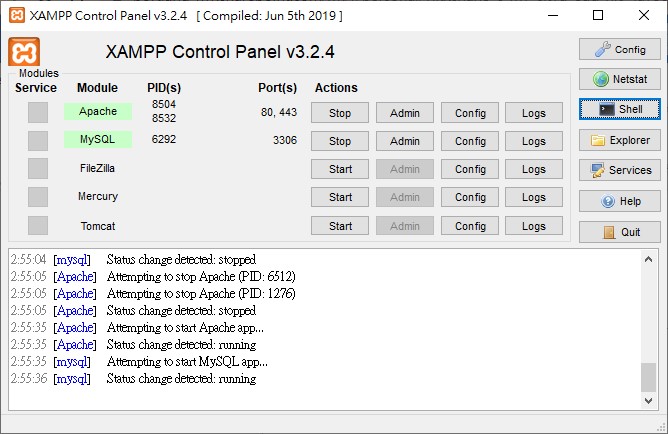 XAMPP Control Panel v3.2.4   [ Compiled: Jun 5th 2019 ]
XAMPP Control Panel v3.2.4
Config
Modules
Service Module PID(s) Port(s) Actions
Netstat
Apache 8504 8532 80, 443 Stop Admin Config Logs
Shell
MySQL 6292 3306 Stop Admin Config Logs
Explorer
FileZilla Start Admin Config Logs
Services
Mercury Start Admin Config Logs
Help
Tomcat Start Admin Config Logs
Quit
2:55:04 [mysql] Status change detected: stopped
2:55:05 [Apache] Attempting to stop Apache (PID: 6512)
2:55:05 [Apache] Attempting to stop Apache (PID: 1276)
2:55:05 [Apache] Status change detected: stopped
2:55:35 [Apache] Attempting to start Apache app...
2:55:35 [Apache] Status change detected: running
2:55:35 [mysql] Attempting to start MySQL app...
2:55:36 [mysql] Status change detected: running